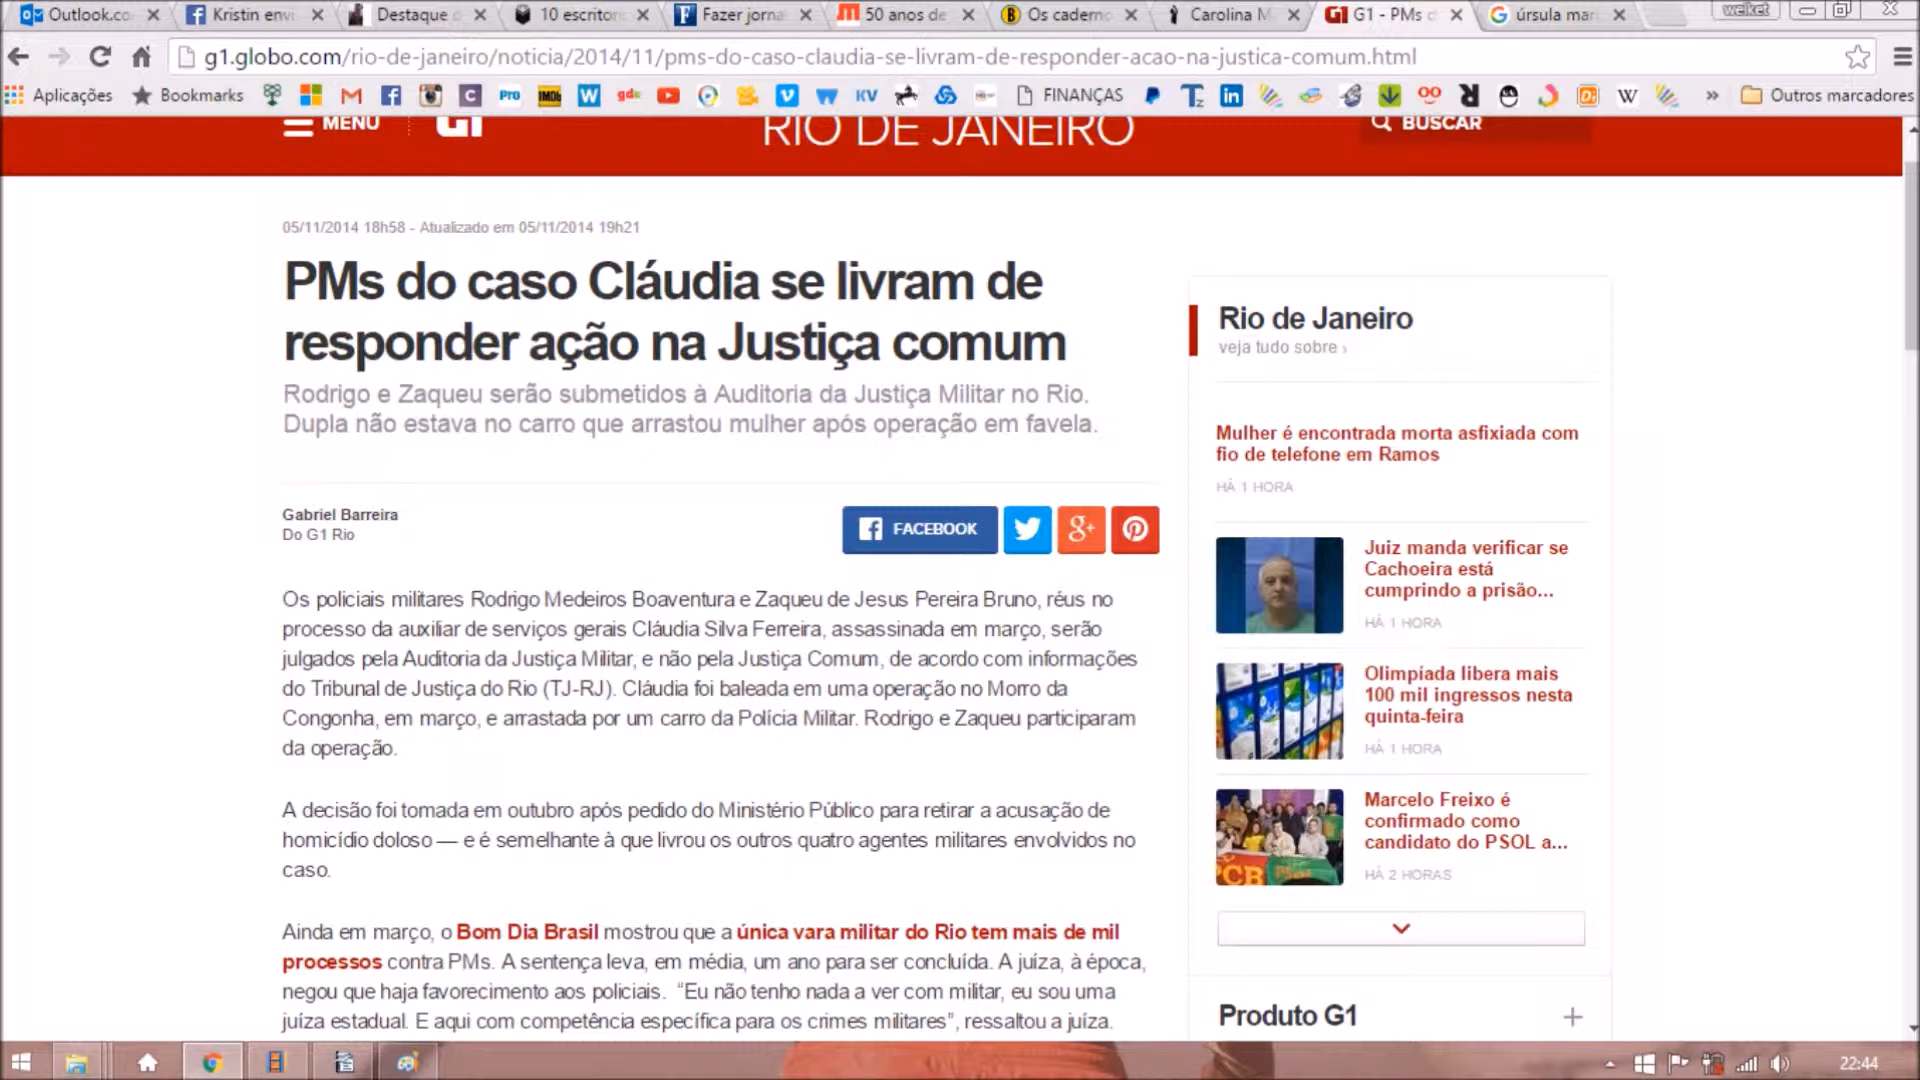 Outlook.co
Kristin env
Destaque
10 escritor
Fazer jorna
50 anos de
Os caderno
Carolina M
G1 - PMs d
úrsula mar
welket
g1.globo.com/rio-de-janeiro/noticia/2014/11/pms-do-caso-claudia-se-livram-de-responder-acao-na-justica-comum.html
Aplicações
Bookmarks
FINANÇAS
Outros marcadores
MENU
G1
RIO DE JANEIRO
BUSCAR
05/11/2014 18h58 - Atualizado em 05/11/2014 19h21
PMs do caso Cláudia se livram de
responder ação na Justiça comum
Rodrigo e Zaqueu serão submetidos à Auditoria da Justiça Militar no Rio.
Dupla não estava no carro que arrastou mulher após operação em favela.
Gabriel Barreira
Do G1 Rio
FACEBOOK
Os policiais militares Rodrigo Medeiros Boaventura e Zaqueu de Jesus Pereira Bruno, réus no
processo da auxiliar de serviços gerais Cláudia Silva Ferreira, assassinada em março, serão
julgados pela Auditoria da Justiça Militar, e não pela Justiça Comum, de acordo com informações
do Tribunal de Justiça do Rio (TJ-RJ). Cláudia foi baleada em uma operação no Morro da
Congonha, em março, e arrastada por um carro da Polícia Militar. Rodrigo e Zaqueu participaram
da operação.
A decisão foi tomada em outubro após pedido do Ministério Público para retirar a acusação de
homicídio doloso — e é semelhante à que livrou os outros quatro agentes militares envolvidos no
caso.
Ainda em março, o Bom Dia Brasil mostrou que a única vara militar do Rio tem mais de mil
processos contra PMs. A sentença leva, em média, um ano para ser concluída. A juíza, à época,
negou que haja favorecimento aos policiais. “Eu não tenho nada a ver com militar, eu sou uma
juíza estadual. E aqui com competência específica para os crimes militares”, ressaltou a juíza.
Rio de Janeiro
veja tudo sobre ›
Mulher é encontrada morta asfixiada com
fio de telefone em Ramos
HÁ 1 HORA
Juiz manda verificar se
Cachoeira está
cumprindo a prisão...
HÁ 1 HORA
Olimpíada libera mais
100 mil ingressos nesta
quinta-feira
HÁ 1 HORA
Marcelo Freixo é
confirmado como
candidato do PSOL a...
HÁ 2 HORAS
Produto G1
22:44